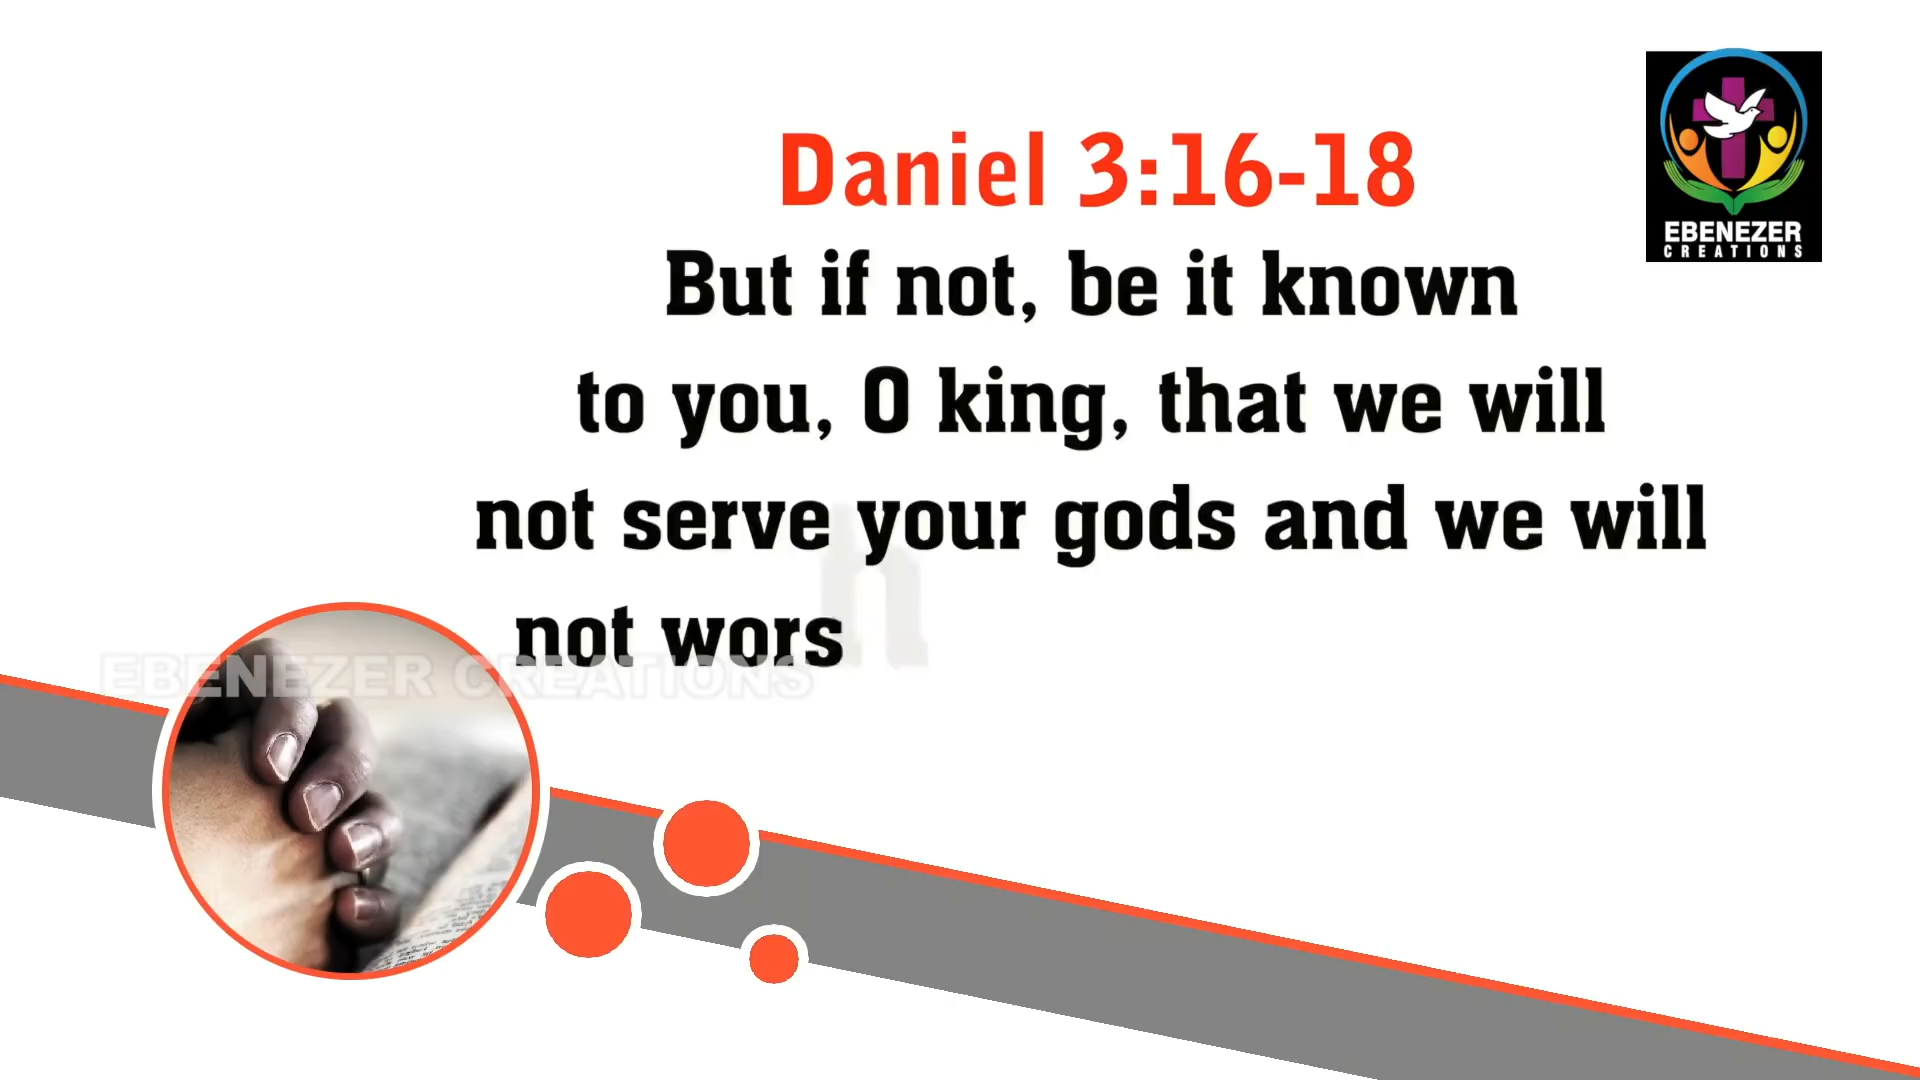 Daniel 3:16-18
But if not, be it known
to you, O king, that we will
not serve your gods and we will
not worsh
EBENEZER
CREATIONS
EBENEZER CREATIONS